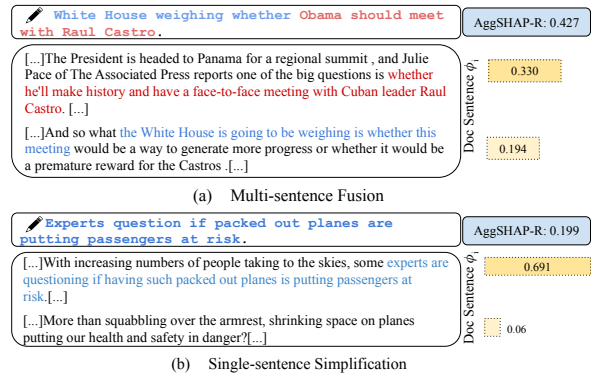 White House weighing whether Obama should meet
with Raul Castro.
AggSHAP-R: 0.427
[...]The President is headed to Panama for a regional summit , and Julie
Pace of The Associated Press reports one of the big questions is whether
he'll make history and have a face-to-face meeting with Cuban leader Raul
Castro. [...]
[...]And so what the White House is going to be weighing is whether this
meeting would be a way to generate more progress or whether it would be
a premature reward for the Castros .[...]
Doc Sentence ϕᵢ
0.330
0.194
(a) Multi-sentence Fusion
Experts question if packed out planes are
putting passengers at risk.
AggSHAP-R: 0.199
[...]With increasing numbers of people taking to the skies, some experts are
questioning if having such packed out planes is putting passengers at
risk.[...]
[...]More than squabbling over the armrest, shrinking space on planes
putting our health and safety in danger?[...]
Doc Sentence ϕᵢ
0.691
0.06
(b) Single-sentence Simplification